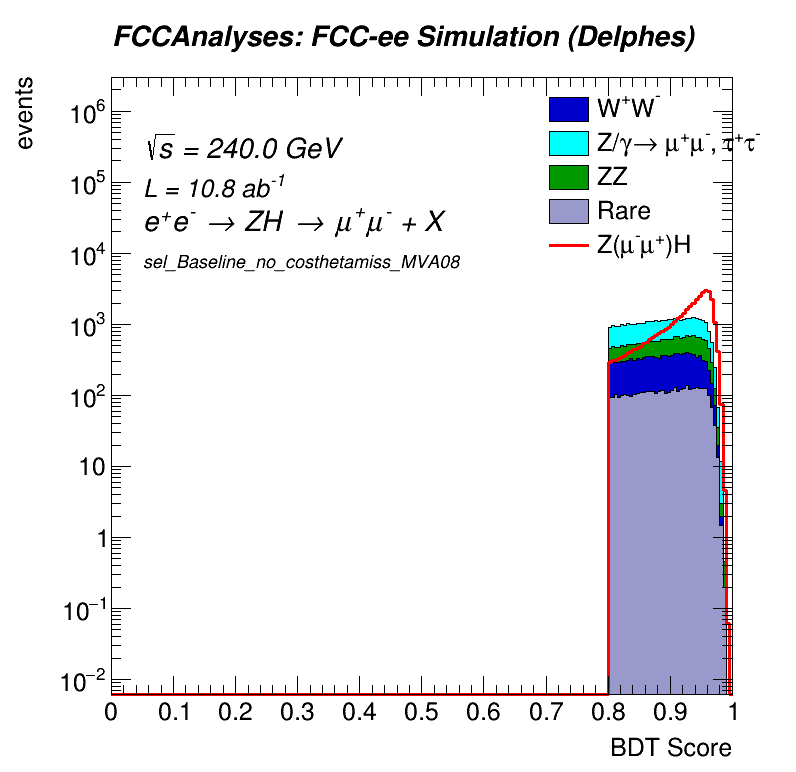 FCCAnalyses: FCC-ee Simulation (Delphes)
events
10⁶
10⁵
10⁴
10³
10²
10
1
10⁻¹
10⁻²
√s = 240.0 GeV
L = 10.8 ab⁻¹
e⁺e⁻ → ZH → μ⁺μ⁻ + X
sel_Baseline_no_costhetamiss_MVA08
W⁺W⁻
Z/γ→ μ⁺μ⁻, τ⁺τ⁻
ZZ
Rare
Z(μ⁻μ⁺)H
0 0.1 0.2 0.3 0.4 0.5 0.6 0.7 0.8 0.9 1
BDT Score